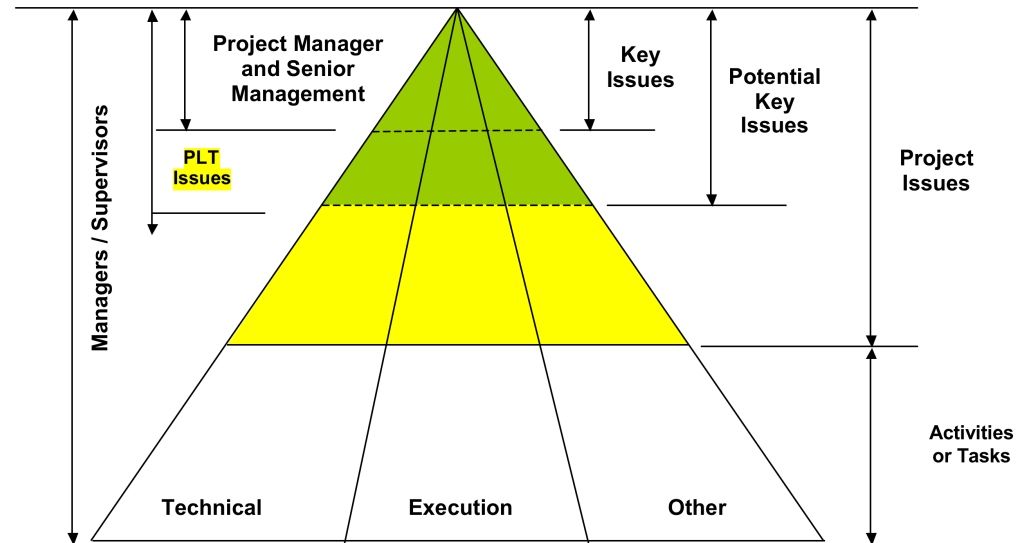 Project Manager
and Senior
Management
Key
Issues
Potential
Key
Issues
PLT
Issues
Project
Issues
Managers / Supervisors
Activities
or Tasks
Technical
Execution
Other